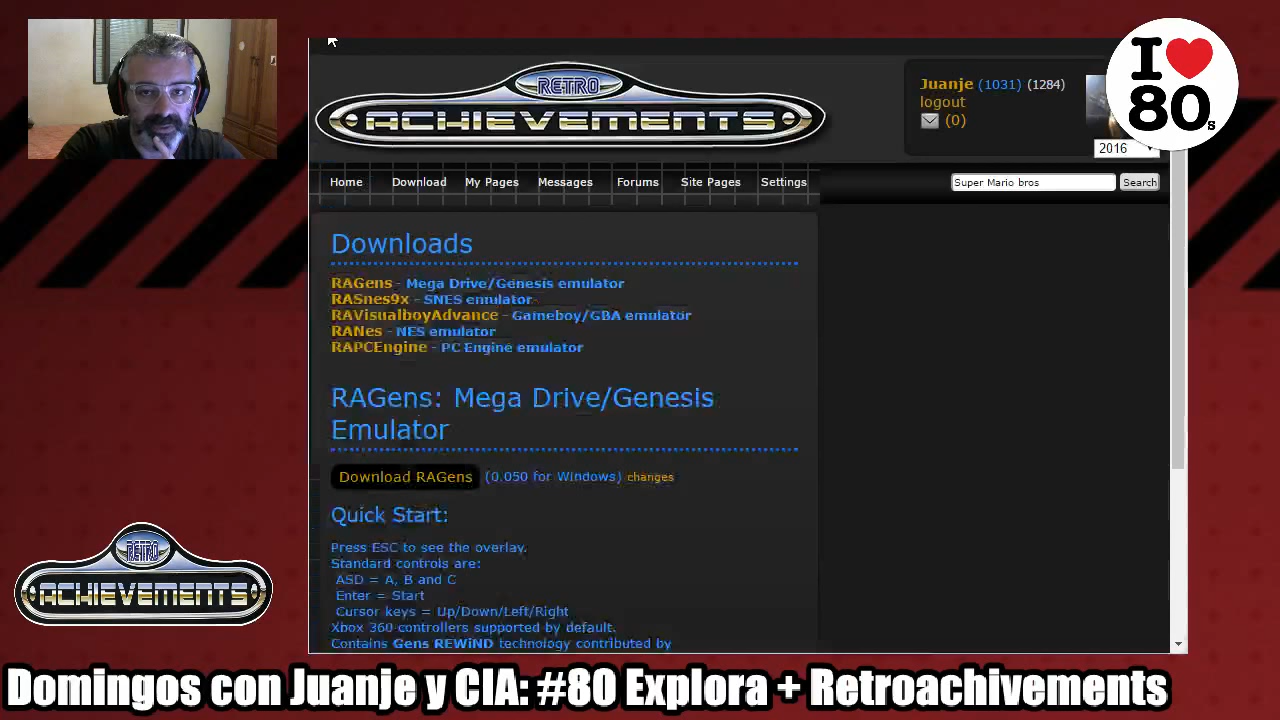 RETRO
ACHIEVEMENTS
Juanje (1031) (1284)
logout
(0)
I
80s
2016
Home
Download
My Pages
Messages
Forums
Site Pages
Settings
Super Mario bros
Search
Downloads
RAGens - Mega Drive/Genesis emulator
RASnes9x - SNES emulator
RAVisualboyAdvance - Gameboy/GBA emulator
RANes - NES emulator
RAPCEngine - PC Engine emulator
RAGens: Mega Drive/Genesis
Emulator
Download RAGens (0.050 for Windows) changes
Quick Start:
Press ESC to see the overlay.
Standard controls are:
ASD = A, B and C
Enter = Start
Cursor keys = Up/Down/Left/Right
Xbox 360 controllers supported by default.
Contains Gens REWiND technology contributed by
RETRO
ACHIEVEMENTS
Domingos con Juanje y CIA: #80 Explora + Retroachivements